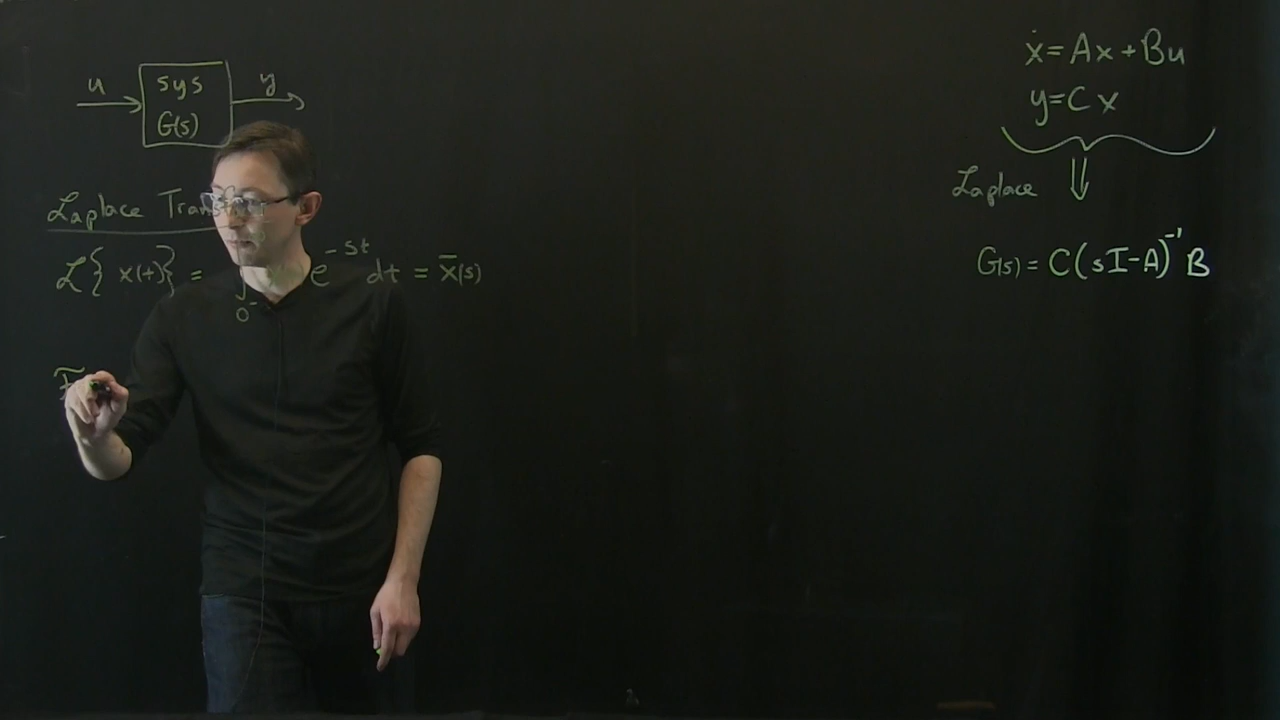 u sys y
G(s)
Laplace Trans
ℒ{x(t)} = ∫ 0⁻ e^{-st} dt = x̄(s)
ẋ = Ax + Bu
y = Cx
Laplace ⇓
G(s) = C(sI-A)⁻¹B